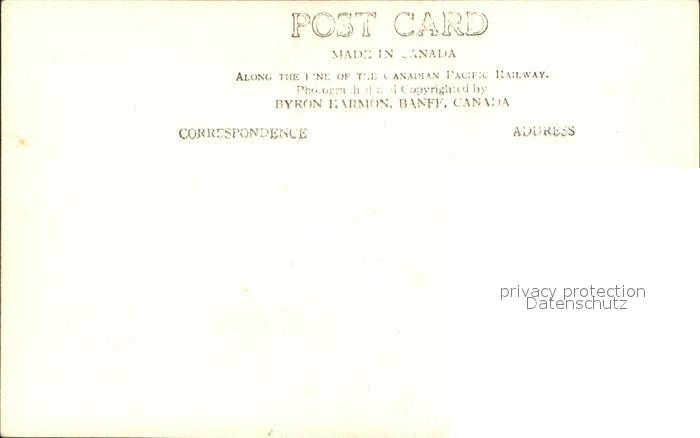 POST CARD
MADE IN CANADA
ALONG THE LINE OF THE CANADIAN PACIFIC RAILWAY.
Photographed and Copyrighted by
BYRON HARMON, BANFF, CANADA
CORRESPONDENCE ADDRESS
privacy protection
Datenschutz